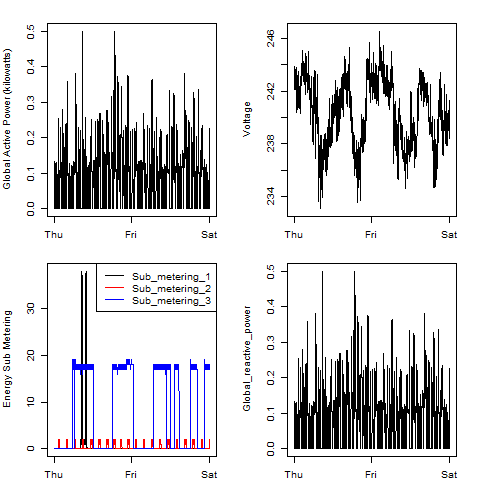 Global Active Power (kilowatts)
0.0 0.1 0.2 0.3 0.4 0.5
Thu Fri Sat
Voltage
234 238 242 246
Thu Fri Sat
Energy Sub Metering
0 10 20 30
Sub_metering_1
Sub_metering_2
Sub_metering_3
Thu Fri Sat
Global_reactive_power
0.0 0.1 0.2 0.3 0.4 0.5
Thu Fri Sat